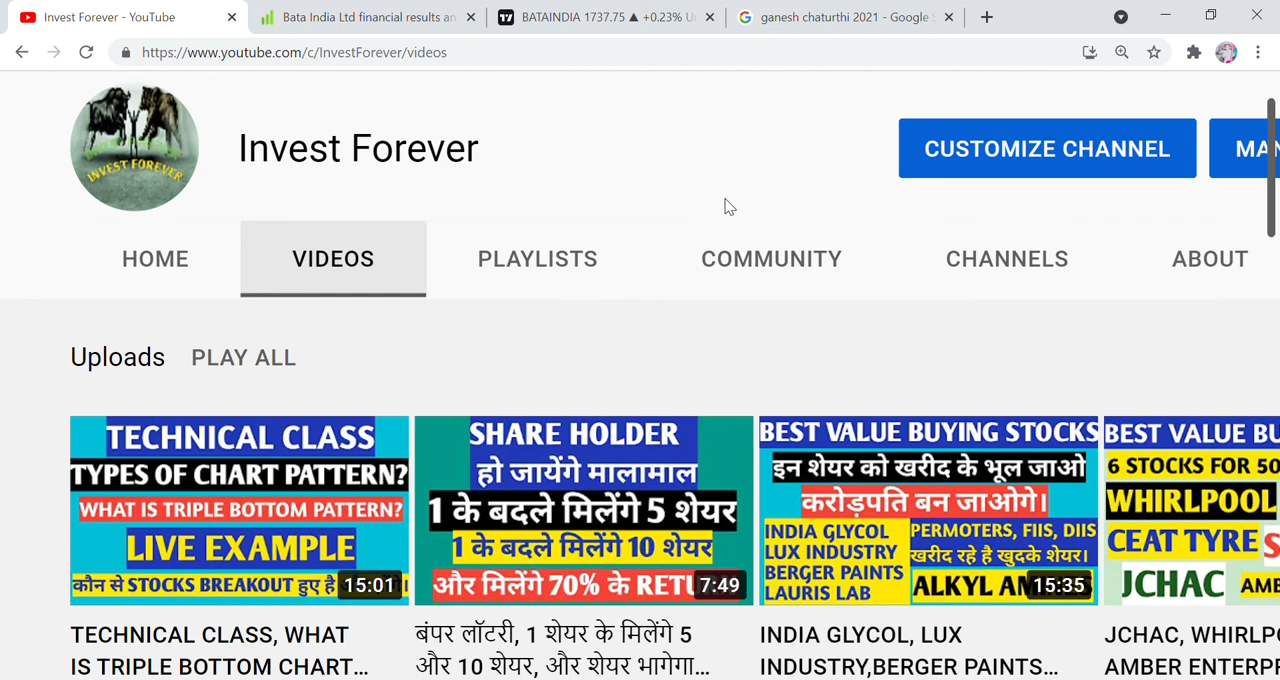 Invest Forever - YouTube
Bata India Ltd financial results an
BATAINDIA 1737.75 ▲ +0.23% U
ganesh chaturthi 2021 - Google S
https://www.youtube.com/c/InvestForever/videos
INVEST FOREVER
Invest Forever
CUSTOMIZE CHANNEL
HOME
VIDEOS
PLAYLISTS
COMMUNITY
CHANNELS
ABOUT
Uploads
PLAY ALL
TECHNICAL CLASS
TYPES OF CHART PATTERN?
WHAT IS TRIPLE BOTTOM PATTERN?
LIVE EXAMPLE
कौन से STOCKS BREAKOUT हुए है
15:01
TECHNICAL CLASS, WHAT
IS TRIPLE BOTTOM CHART...
SHARE HOLDER
हो जायेंगे मालामाल
1 के बदले मिलेंगे 5 शेयर
1 के बदले मिलेंगे 10 शेयर
और मिलेंगे 70% के RETU
7:49
बंपर लॉटरी, 1 शेयर के मिलेंगे 5
और 10 शेयर, और शेयर भागेगा...
BEST VALUE BUYING STOCKS
इन शेयर को खरीद के भूल जाओ
करोड़पति बन जाओगे।
INDIA GLYCOL
LUX INDUSTRY
BERGER PAINTS
LAURIS LAB
PERMOTERS, FIIS, DIIS
खरीद रहे है खुदके शेयर।
ALKYL AM
15:35
INDIA GLYCOL, LUX
INDUSTRY,BERGER PAINTS...
BEST VALUE BU
6 STOCKS FOR 50
WHIRLPOOL
CEAT TYRE
JCHAC
AMB
JCHAC, WHIRLPO
AMBER ENTERP